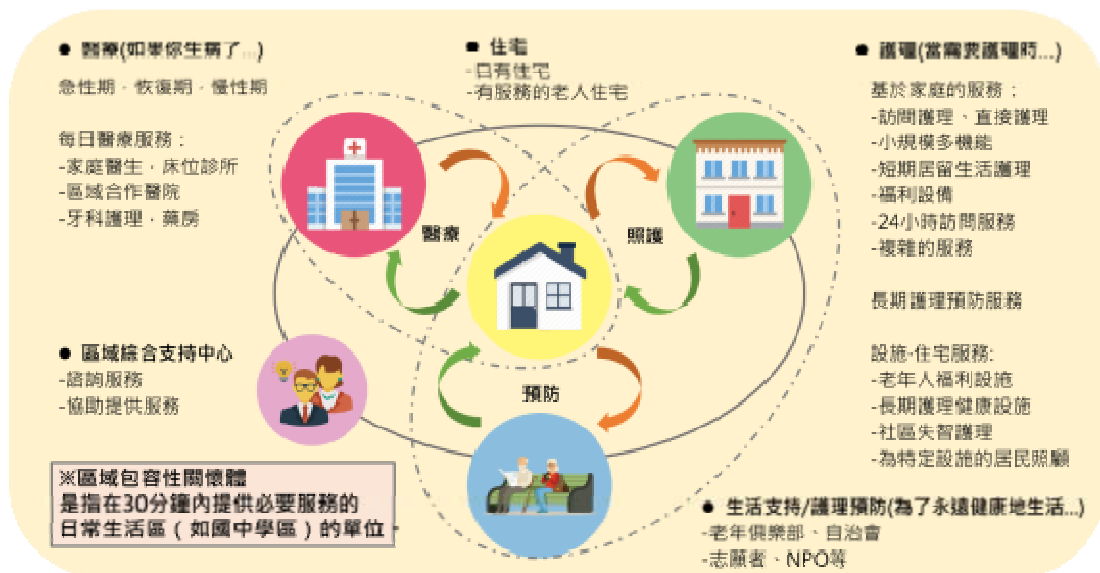 ● 醫療(如果你生病了...)
急性期．恢復期．慢性期
每日醫療服務：
-家庭醫生．床位診所
-區域合作醫院
-牙科護理．藥房
■ 住宅
-自有住宅
-有服務的老人住宅
● 護理(當需要護理時...)
基於家庭的服務；
-訪問護理、直接護理
-小規模多機能
-短期居留生活護理
-福利設備
-24小時訪問服務
-複雜的服務
長期護理預防服務
設施-住宅服務:
-老年人福利設施
-長期護理健康設施
-社區失智護理
-為特定設施的居民照顧
醫療
照護
預防
● 區域綜合支持中心
-諮詢服務
-協助提供服務
※區域包容性關懷體
是指在30分鐘內提供必要服務的
日常生活區（如國中學區）的單位
● 生活支持/護理預防(為了永遠健康地生活...)
-老年俱樂部、自治會
-志願者、NPO等